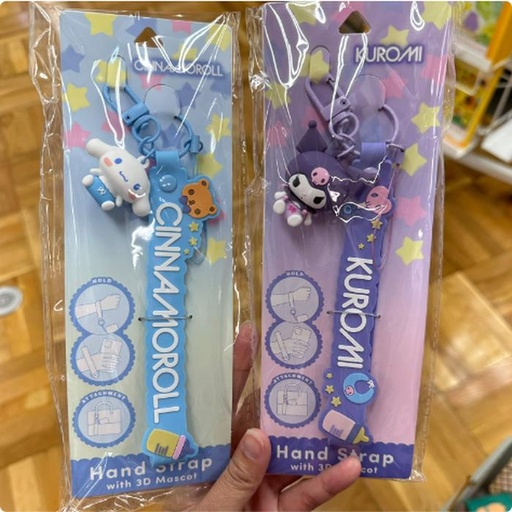 CINNAMOROLL
CINNAMOROLL
HOLD
ATTACHMENT
Hand Strap
with 3D Mascot
KUROMI
KUROMI
HOLD
ATTACHMENT
Hand Strap
with 3D Mascot